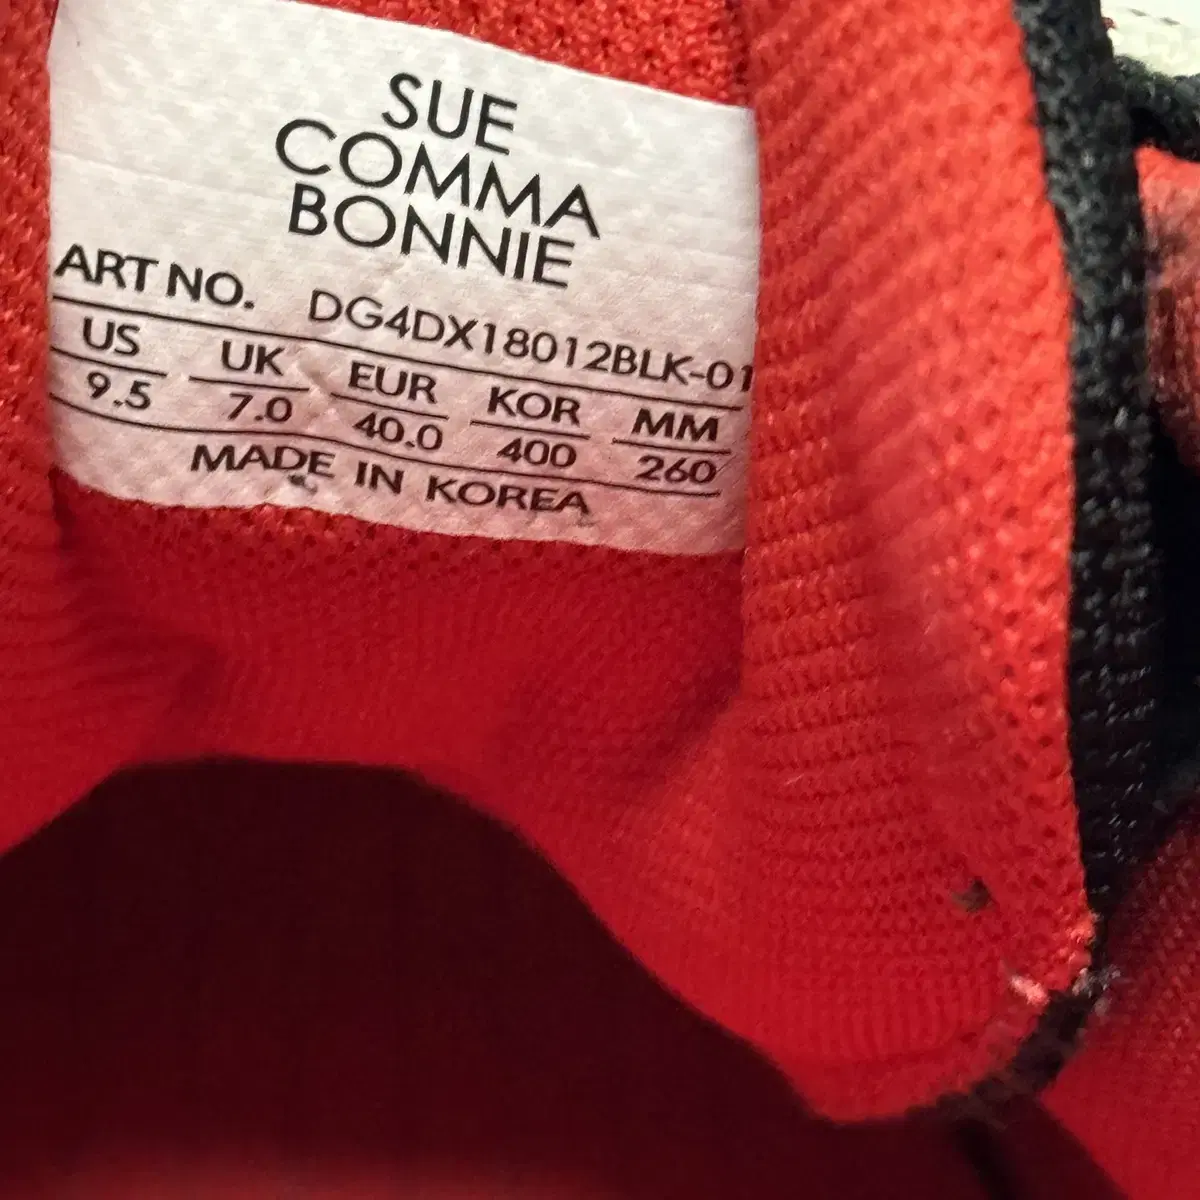 SUE
COMMA
BONNIE
ART NO. DG4DX18012BLK-01
US UK EUR KOR MM
9.5 7.0 40.0 400 260
MADE IN KOREA